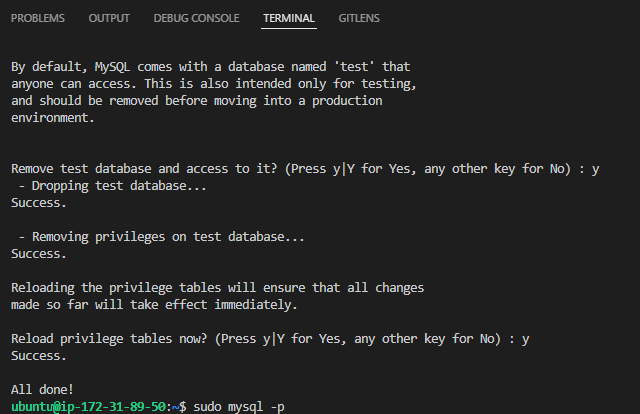 PROBLEMS OUTPUT DEBUG CONSOLE TERMINAL GITLENS
By default, MySQL comes with a database named 'test' that
anyone can access. This is also intended only for testing,
and should be removed before moving into a production
environment.
Remove test database and access to it? (Press y|Y for Yes, any other key for No) : y
- Dropping test database...
Success.
- Removing privileges on test database...
Success.
Reloading the privilege tables will ensure that all changes
made so far will take effect immediately.
Reload privilege tables now? (Press y|Y for Yes, any other key for No) : y
Success.
All done!
ubuntu@ip-172-31-89-50:~$ sudo mysql -p